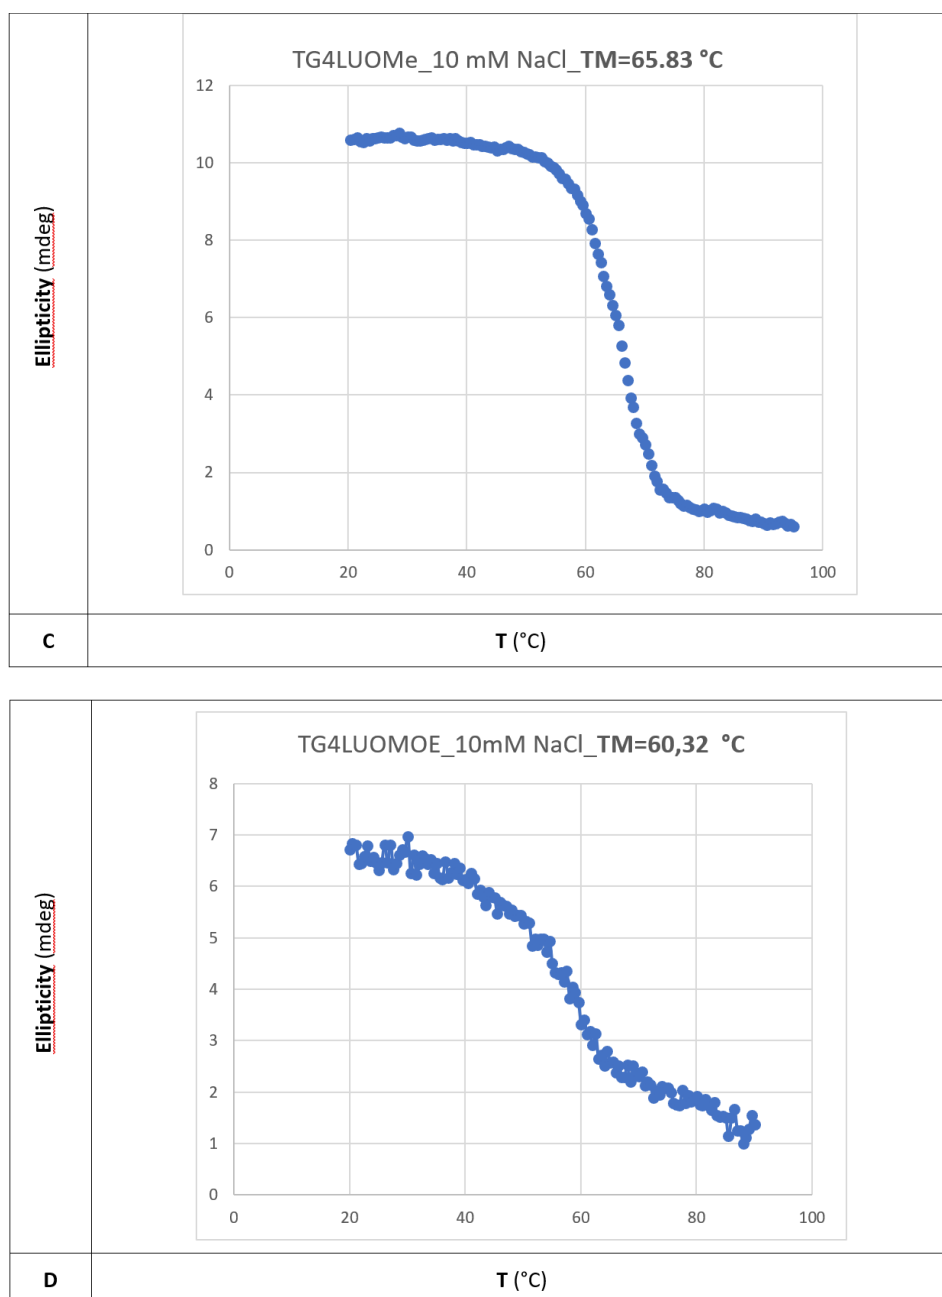 TG4LUOMe_10 mM NaCl_TM=65.83 °C
12
10
8
6
4
2
0
0 20 40 60 80 100
Ellipticity (mdeg)
C T (°C)
TG4LUOMOE_10mM NaCl_TM=60,32 °C
8
7
6
5
4
3
2
1
0
0 20 40 60 80 100
Ellipticity (mdeg)
D T (°C)